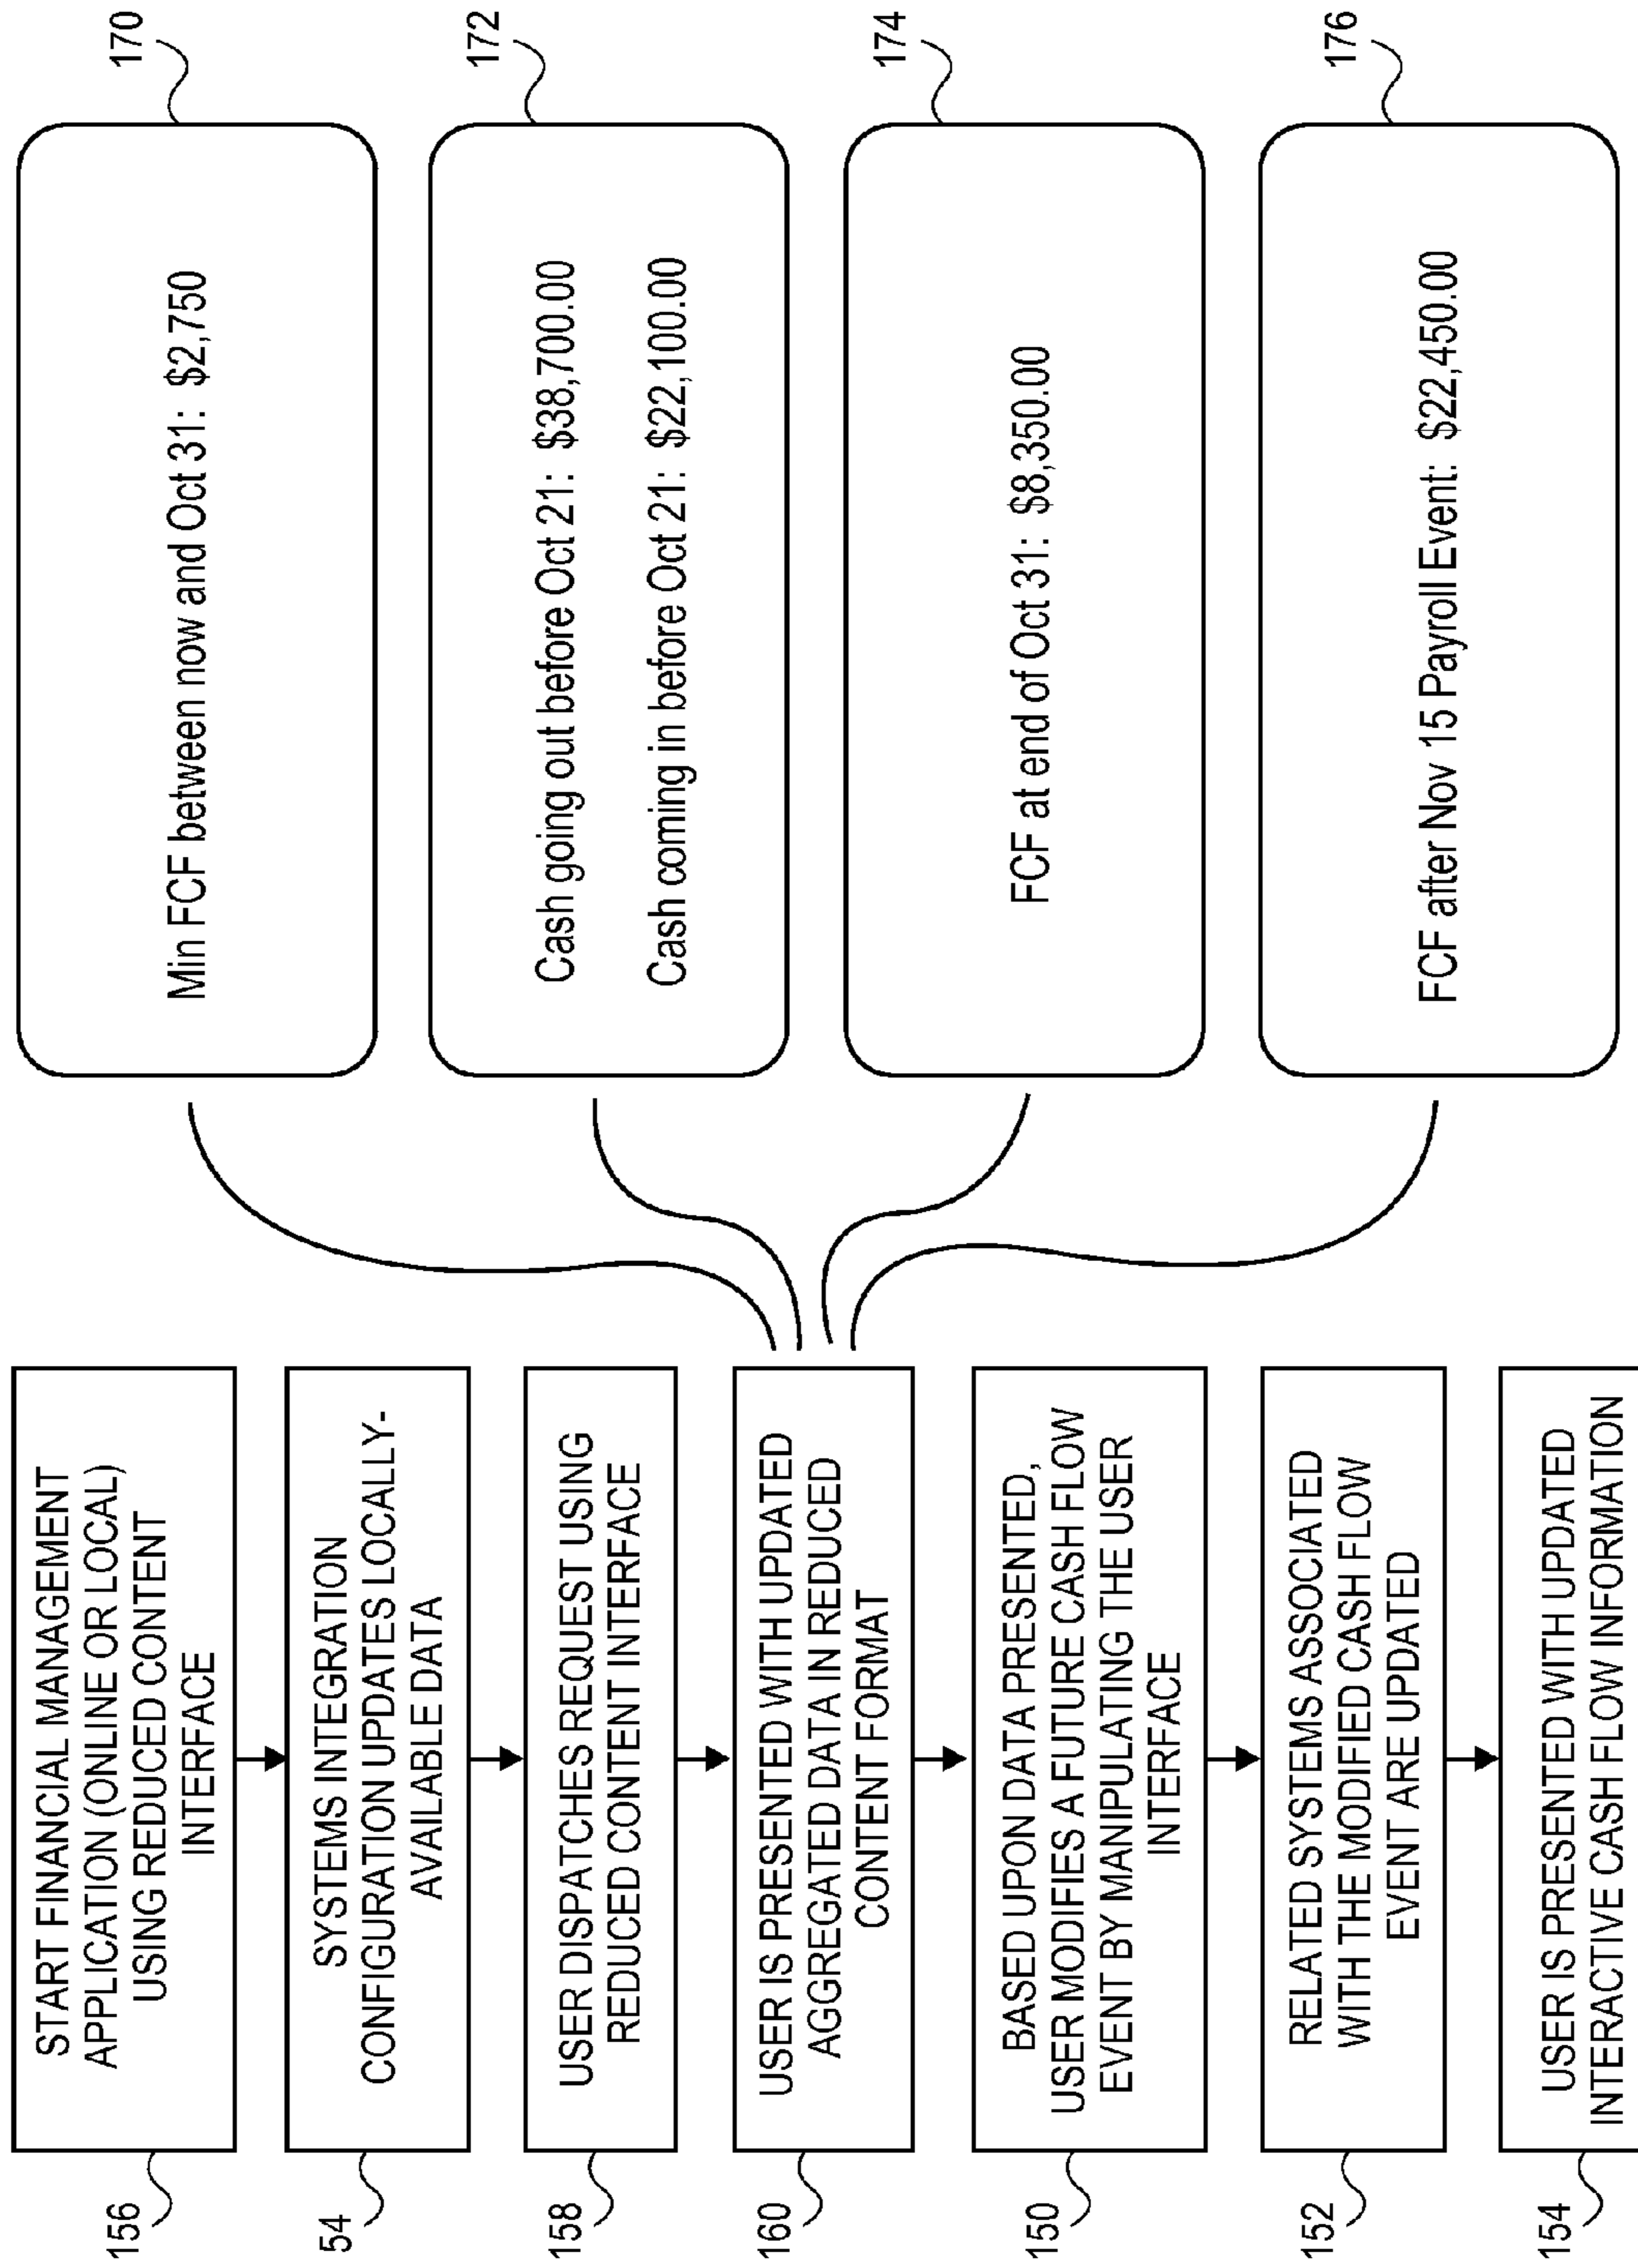 156
START FINANCIAL MANAGEMENT
APPLICATION (ONLINE OR LOCAL)
USING REDUCED CONTENT
INTERFACE
54
SYSTEMS INTEGRATION
CONFIGURATION UPDATES LOCALLY-
AVAILABLE DATA
158
USER DISPATCHES REQUEST USING
REDUCED CONTENT INTERFACE
160
USER IS PRESENTED WITH UPDATED
AGGREGATED DATA IN REDUCED
CONTENT FORMAT
150
BASED UPON DATA PRESENTED,
USER MODIFIES A FUTURE CASH FLOW
EVENT BY MANIPULATING THE USER
INTERFACE
152
RELATED SYSTEMS ASSOCIATED
WITH THE MODIFIED CASH FLOW
EVENT ARE UPDATED
154
USER IS PRESENTED WITH UPDATED
INTERACTIVE CASH FLOW INFORMATION
170
Min FCF between now and Oct 31: $2,750
172
Cash going out before Oct 21: $38,700.00
Cash coming in before Oct 21: $22,100.00
174
FCF at end of Oct 31: $8,350.00
176
FCF after Nov 15 Payroll Event: $22,450.00